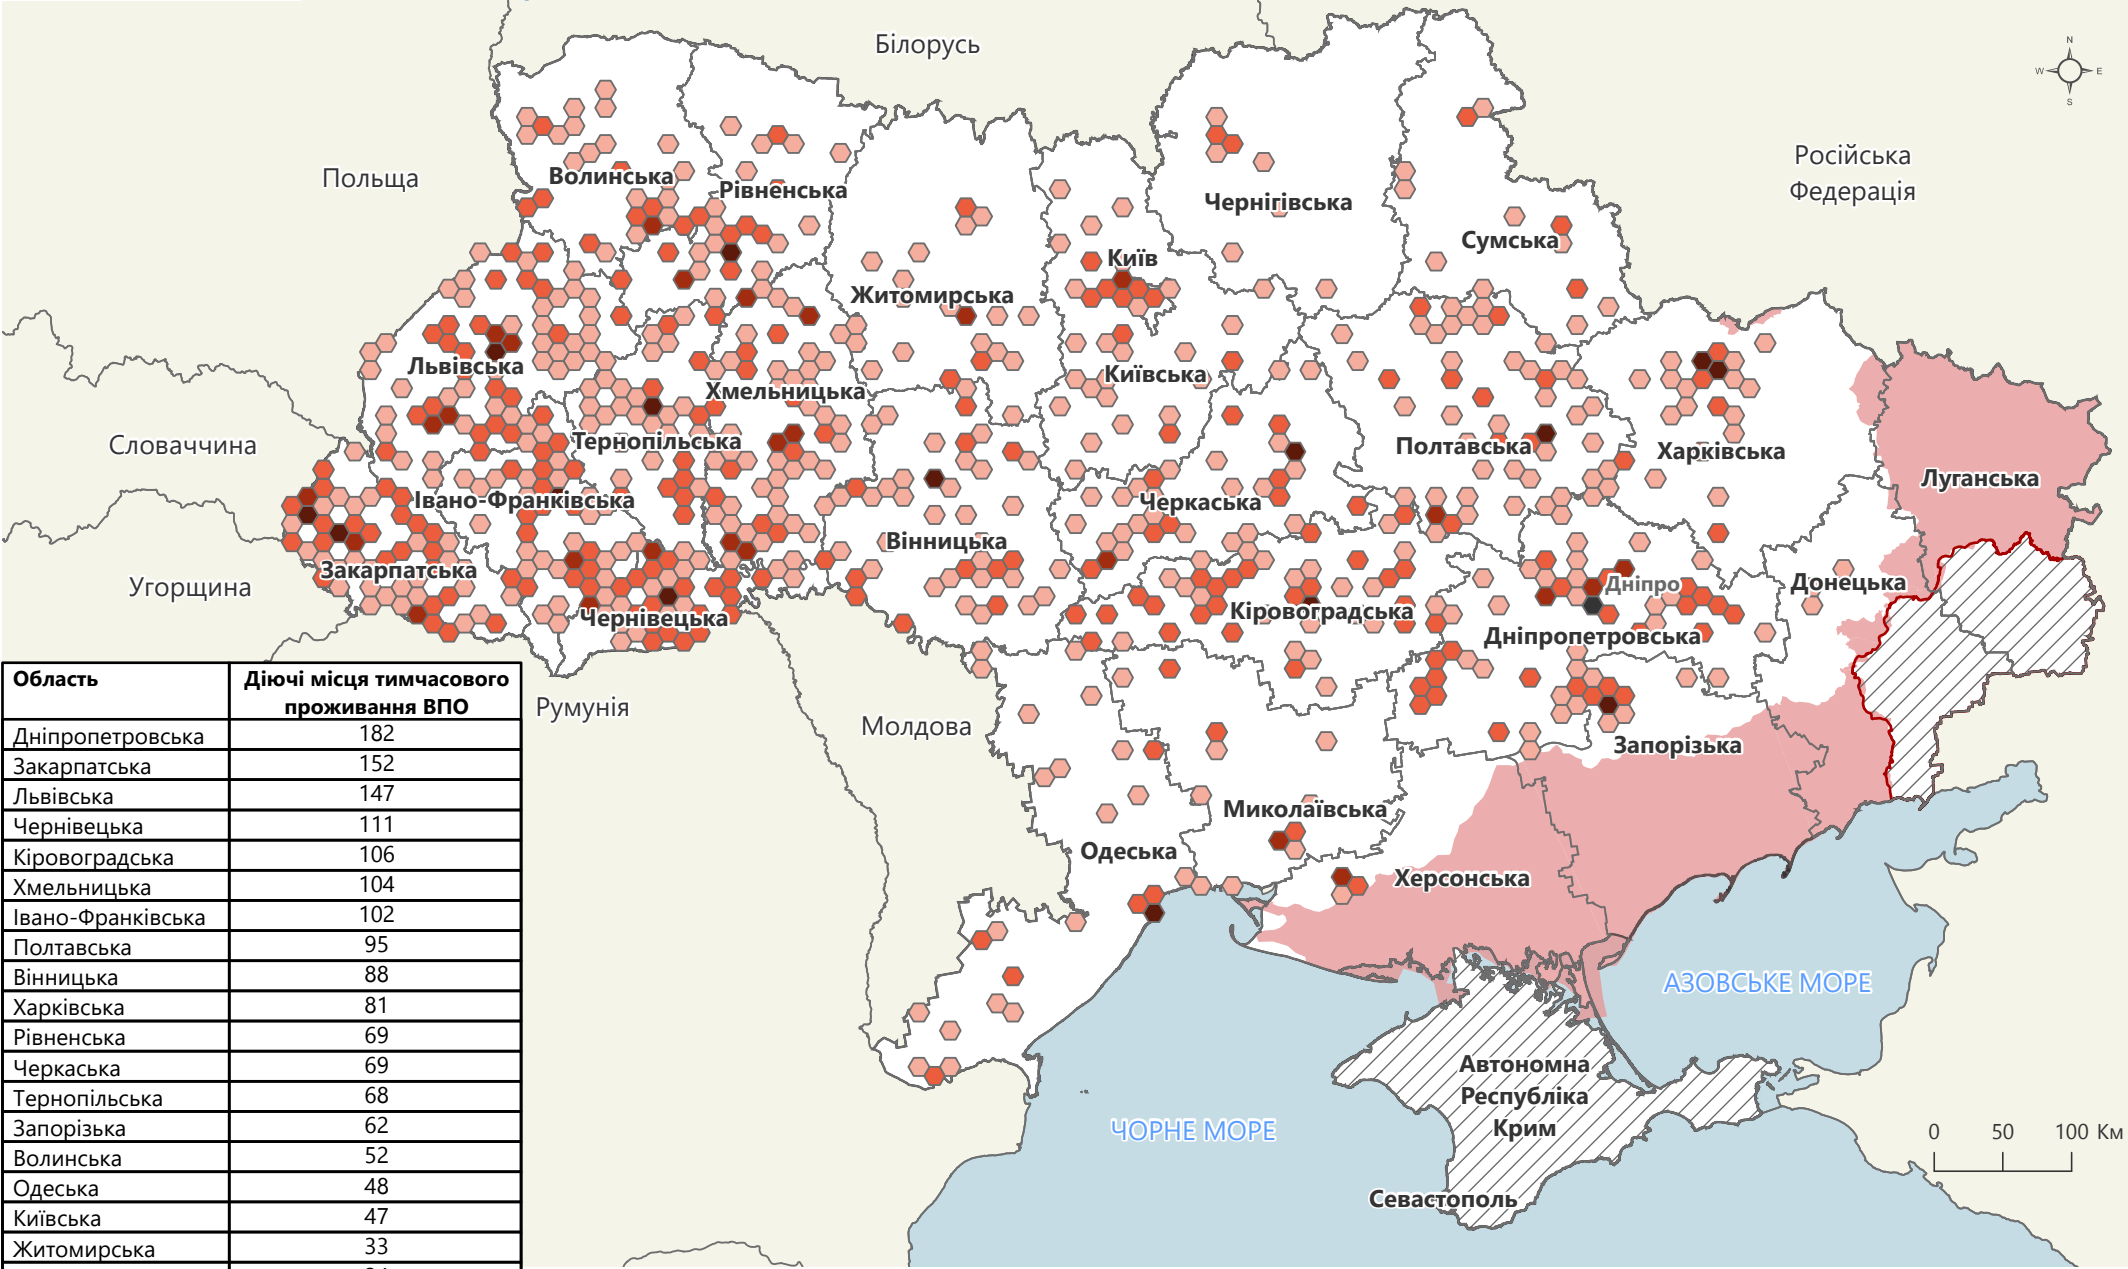 Білорусь
N
W
E
S
Польща
Російська
Федерація
Волинська
Рівненська
Чернігівська
Сумська
Київ
Житомирська
Львівська
Хмельницька
Київська
Словаччина
Тернопільська
Полтавська
Харківська
Луганська
Івано-Франківська
Черкаська
Вінницька
Закарпатська
Угорщина
Дніпро
Донецька
Чернівецька
Кіровоградська
Дніпропетровська
Румунія
Молдова
Запорізька
Миколаївська
Одеська
Херсонська
АЗОВСЬКЕ МОРЕ
Автономна
Республіка
Крим
ЧОРНЕ МОРЕ
Севастополь
0 50 100 Км
Область Діючі місця тимчасового
проживання ВПО
Дніпропетровська 182
Закарпатська 152
Львівська 147
Чернівецька 111
Кіровоградська 106
Хмельницька 104
Івано-Франківська 102
Полтавська 95
Вінницька 88
Харківська 81
Рівненська 69
Черкаська 69
Тернопільська 68
Запорізька 62
Волинська 52
Одеська 48
Київська 47
Житомирська 33